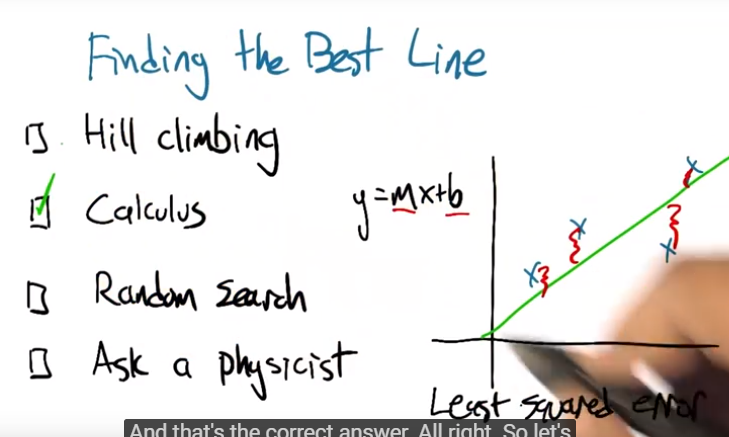 Finding the Best Line
Hill climbing
Calculus
y=mx+b
Random search
Ask a physicist
x
x
x
x
Least squared error
And that's the correct answer. All right. So let's